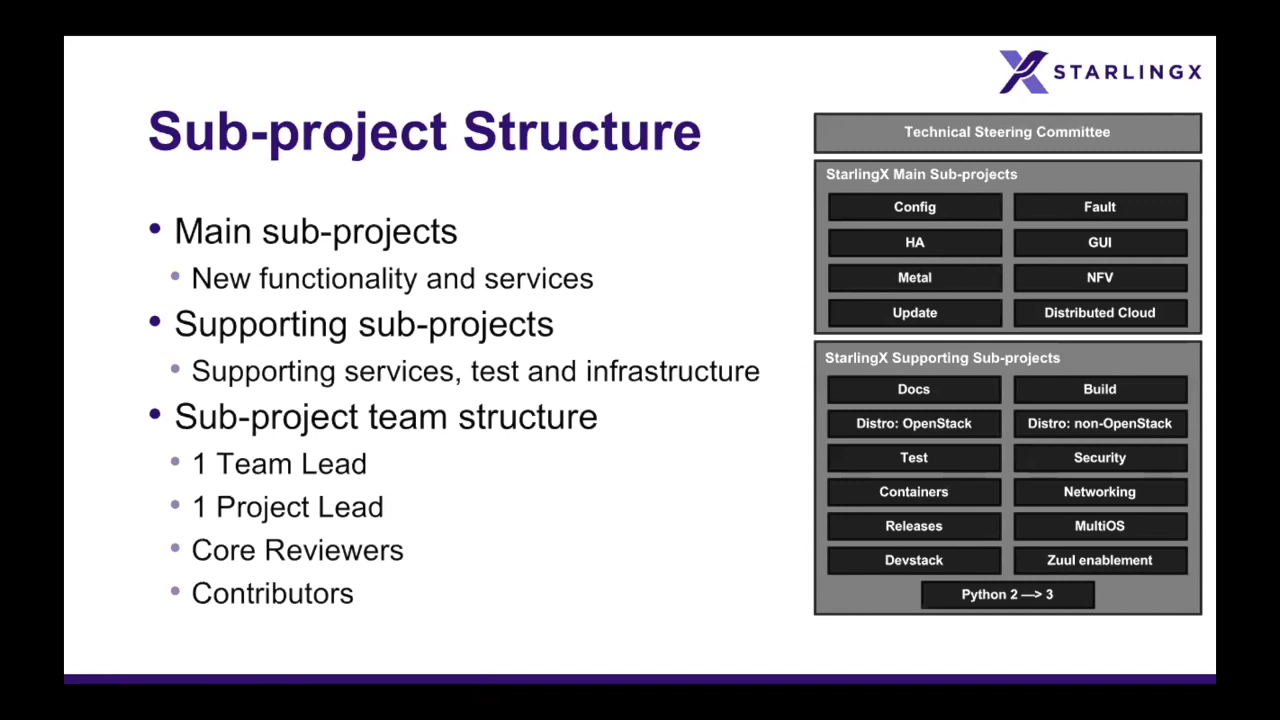 STARLINGX
Sub-project Structure
• Main sub-projects
• New functionality and services
• Supporting sub-projects
• Supporting services, test and infrastructure
• Sub-project team structure
• 1 Team Lead
• 1 Project Lead
• Core Reviewers
• Contributors
Technical Steering Committee
StarlingX Main Sub-projects
Config
Fault
HA
GUI
Metal
NFV
Update
Distributed Cloud
StarlingX Supporting Sub-projects
Docs
Build
Distro: OpenStack
Distro: non-OpenStack
Test
Security
Containers
Networking
Releases
MultiOS
Devstack
Zuul enablement
Python 2 —> 3